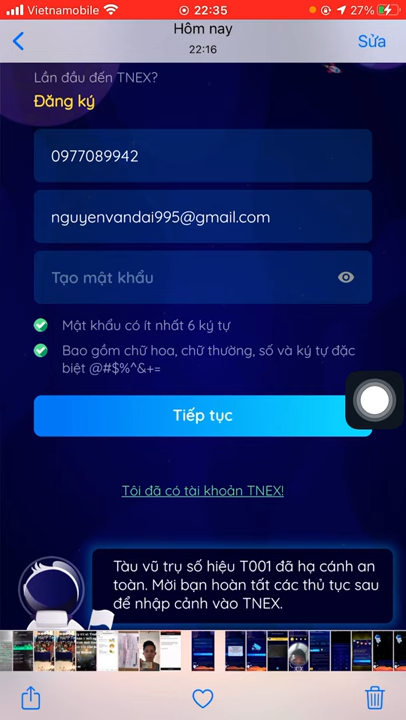 Vietnamobile 22:35 27%
Hôm nay
22:16
Sửa
Lần đầu đến TNEX?
Đăng ký
0977089942
nguyenvandai995@gmail.com
Tạo mật khẩu
Mật khẩu có ít nhất 6 ký tự
Bao gồm chữ hoa, chữ thường, số và ký tự đặc
biệt @#$%^&+=
Tiếp tục
Tôi đã có tài khoản TNEX!
Tàu vũ trụ số hiệu T001 đã hạ cánh an
toàn. Mời bạn hoàn tất các thủ tục sau
để nhập cảnh vào TNEX.